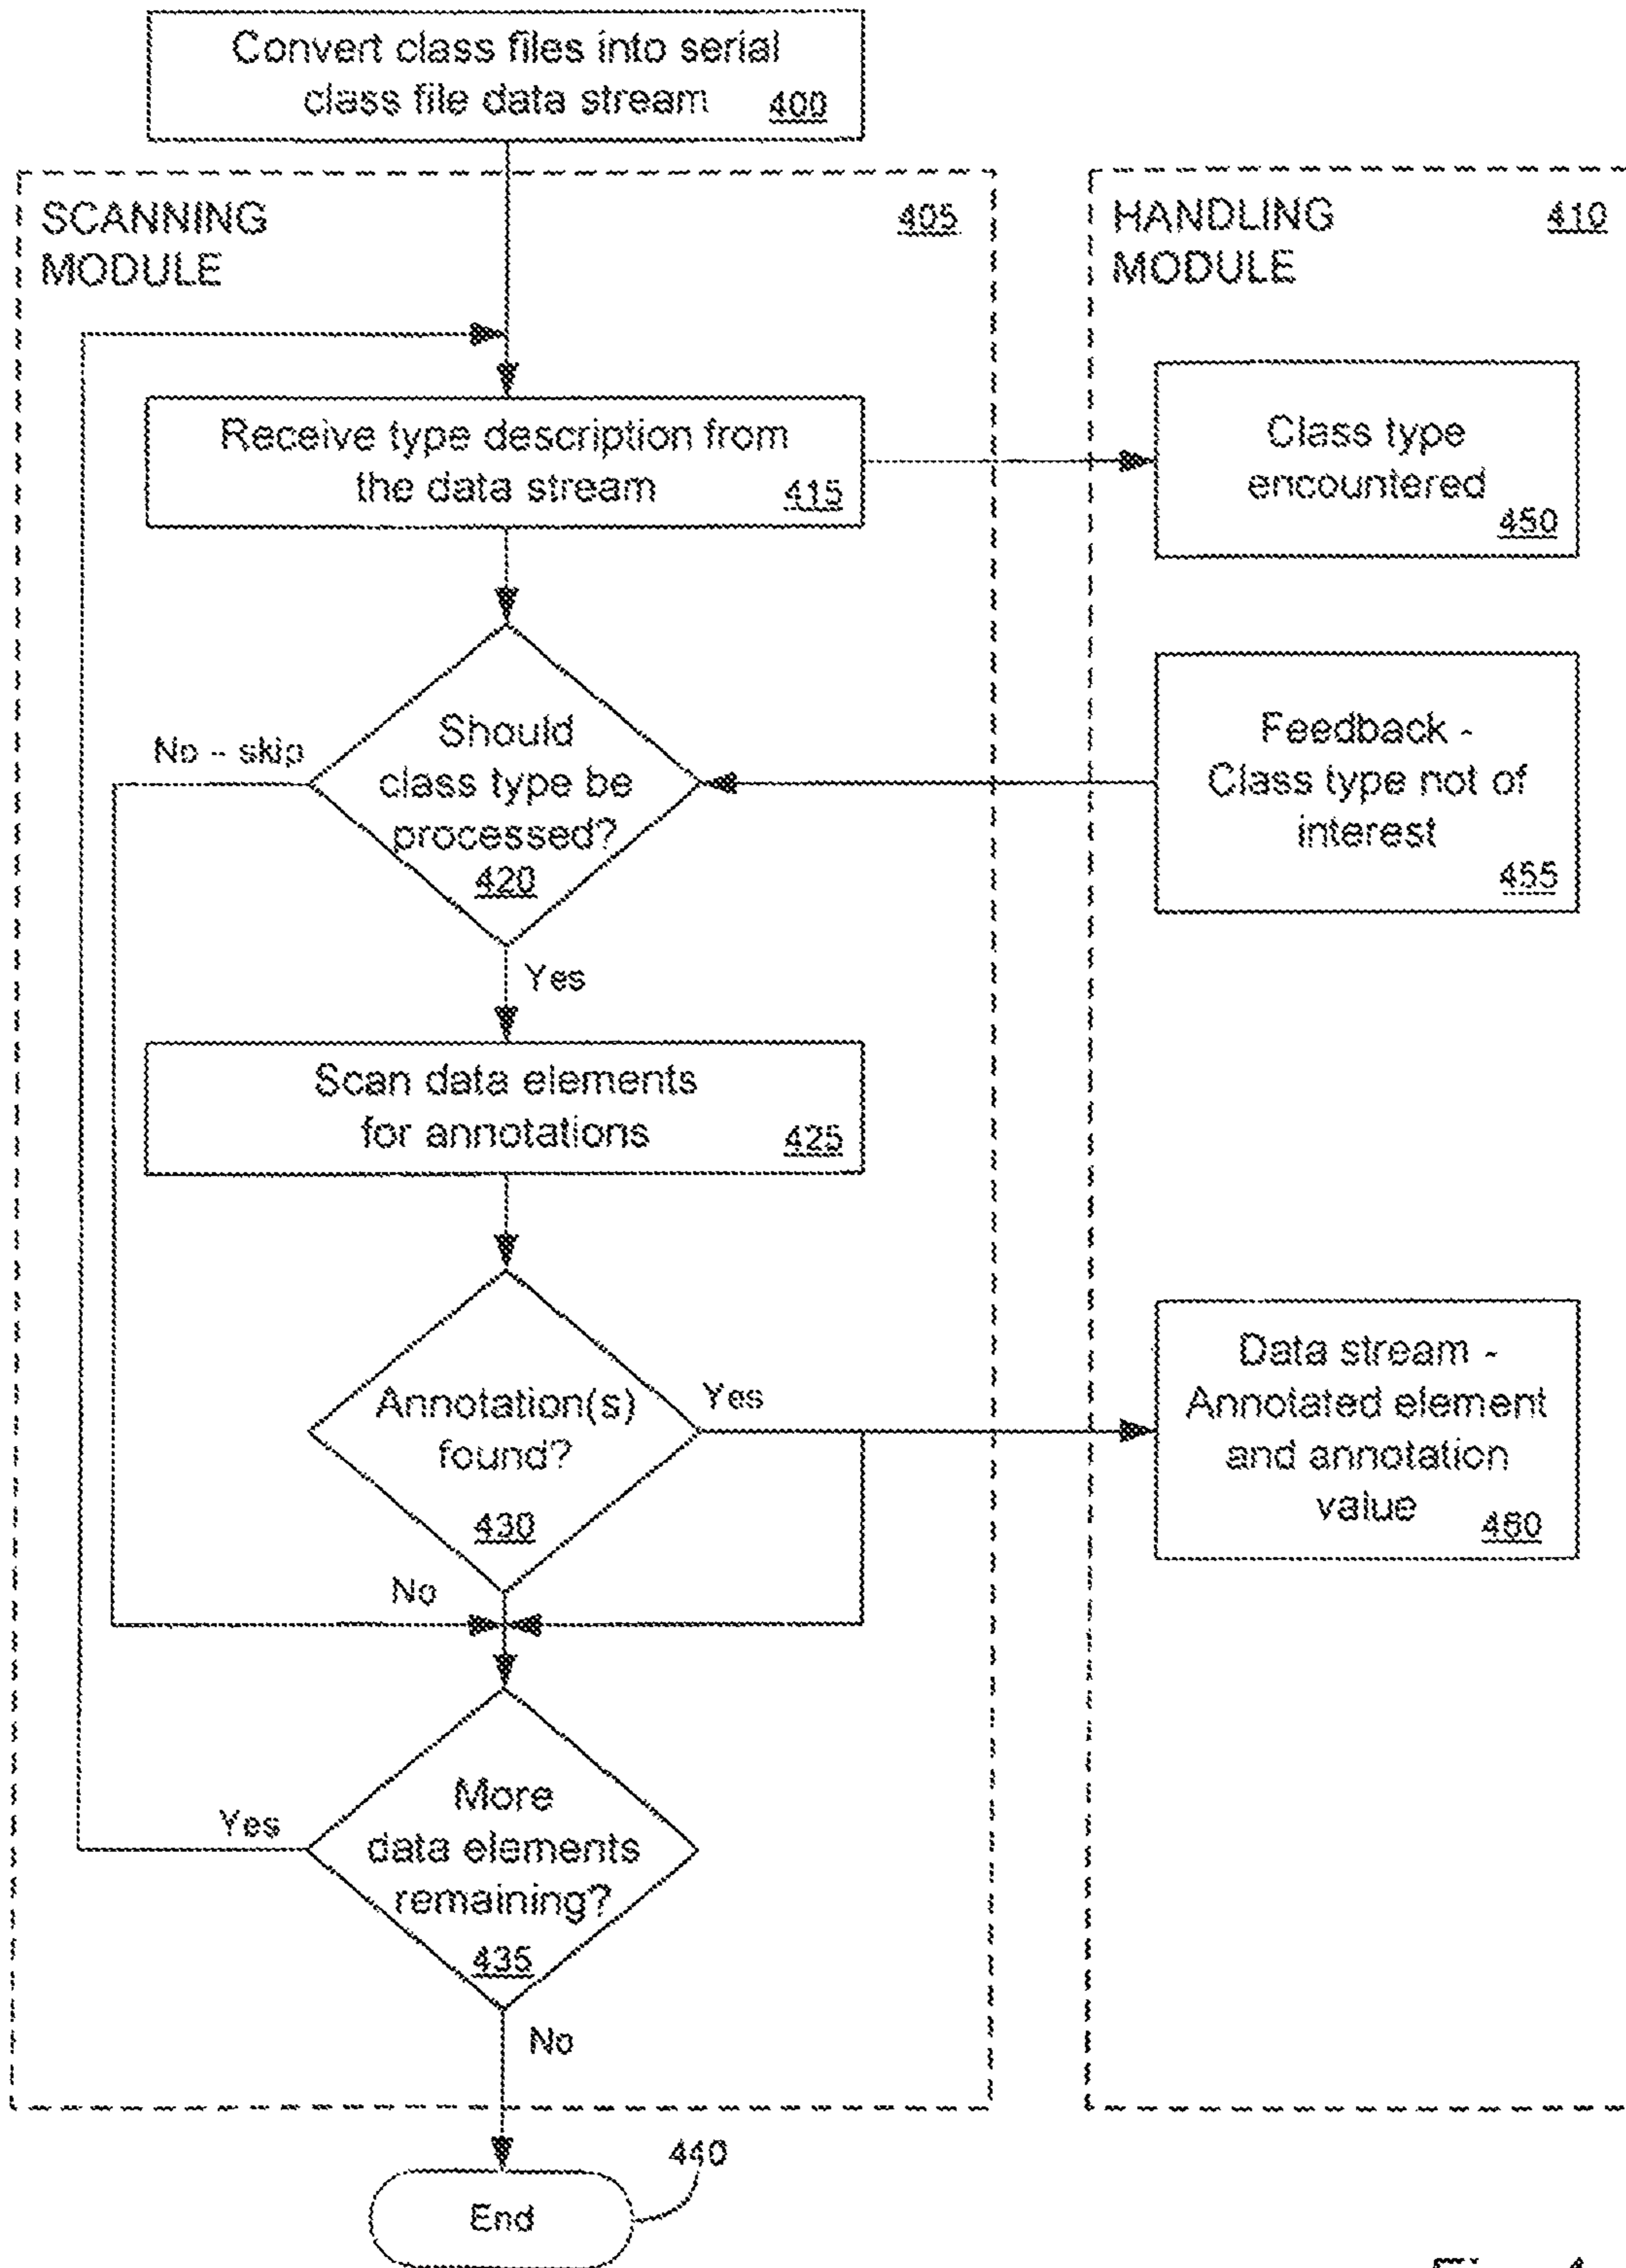 Convert class files into serial
class file data stream 400
SCANNING
MODULE
405
HANDLING
MODULE
410
Receive type description from
the data stream 415
Class type
encountered
450
Should
class type be
processed?
420
No - skip
Feedback -
Class type not of
interest
455
Yes
Scan data elements
for annotations 425
Annotation(s)
found?
430
Yes
Data stream -
Annotated element
and annotation
value 460
No
More
data elements
remaining?
435
Yes
No
End
440